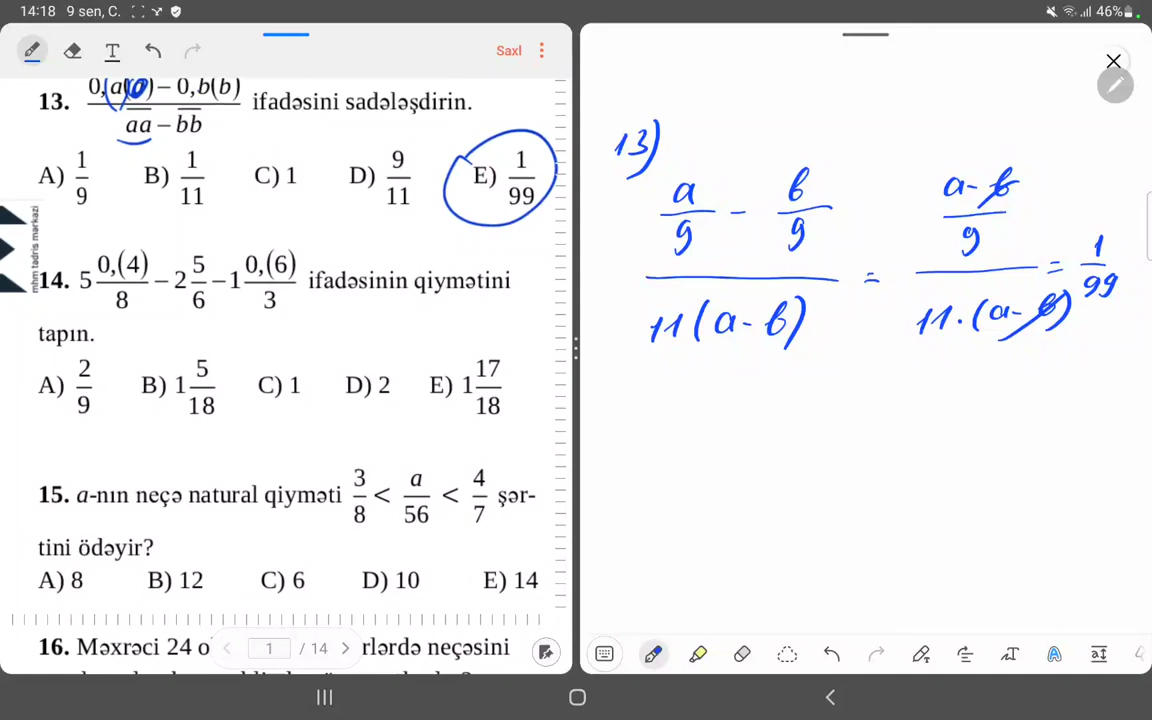 14:18 9 sen, C. 46%
Saxl
13. 0,a(a) – 0,b(b) / aa – bb ifadəsini sadələşdirin.
A) 1/9 B) 1/11 C) 1 D) 9/11 E) 1/99
mhm tədris mərkəzi
14. 5 0,(4)/8 – 2 5/6 – 1 0,(6)/3 ifadəsinin qiymətini
tapın.
A) 2/9 B) 1 5/18 C) 1 D) 2 E) 1 17/18
15. a-nın neçə natural qiyməti 3/8 < a/56 < 4/7 şər-
tini ödəyir?
A) 8 B) 12 C) 6 D) 10 E) 14
16. Məxrəci 24 o rlərdə neçəsini
1 / 14
13)
a/9 - b/9 / 11(a-b) = a-b/9 / 11·(a-b) = 1/99